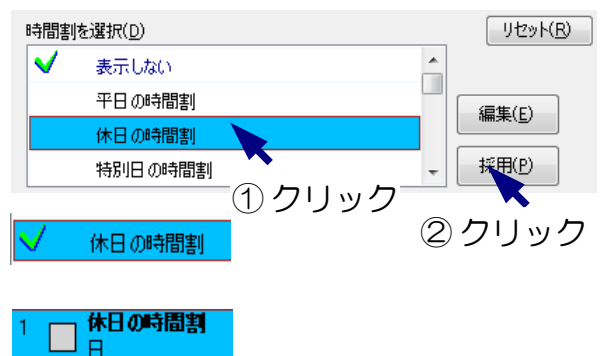 時間割を選択(D)
リセット(R)
表示しない
平日の時間割
編集(E)
休日の時間割
特別日の時間割
採用(P)
① クリック
② クリック
休日の時間割
1 休日の時間割
日